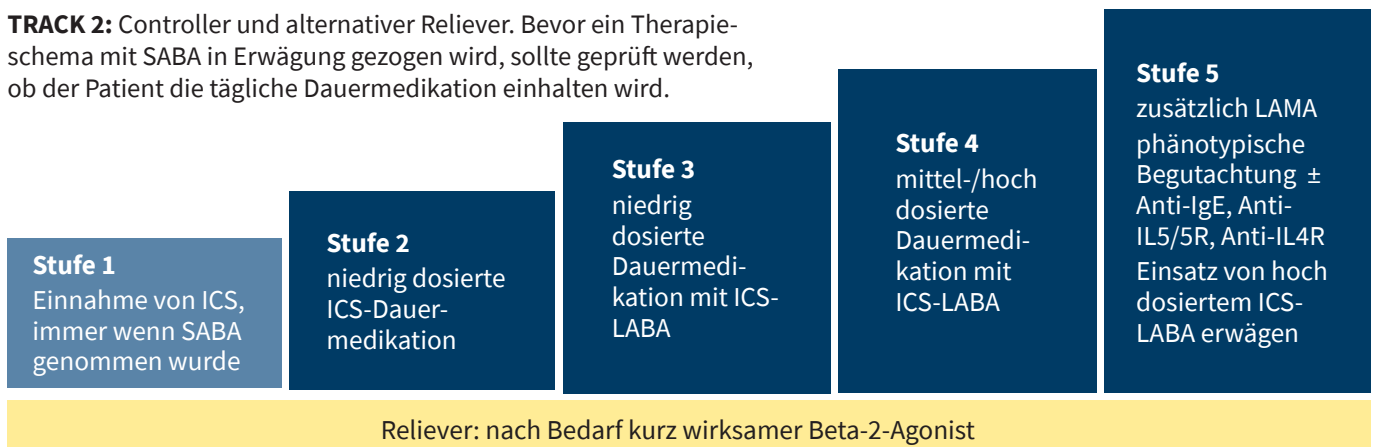 TRACK 2: Controller und alternativer Reliever. Bevor ein Therapie-
schema mit SABA in Erwägung gezogen wird, sollte geprüft werden,
ob der Patient die tägliche Dauermedikation einhalten wird.
Stufe 1
Einnahme von ICS,
immer wenn SABA
genommen wurde
Stufe 2
niedrig dosierte
ICS-Dauer-
medikation
Stufe 3
niedrig
dosierte
Dauermedi-
kation mit ICS-
LABA
Stufe 4
mittel-/hoch
dosierte
Dauermedi-
kation mit
ICS-LABA
Stufe 5
zusätzlich LAMA
phänotypische
Begutachtung ±
Anti-IgE, Anti-
IL5/5R, Anti-IL4R
Einsatz von hoch
dosiertem ICS-
LABA erwägen
Reliever: nach Bedarf kurz wirksamer Beta-2-Agonist